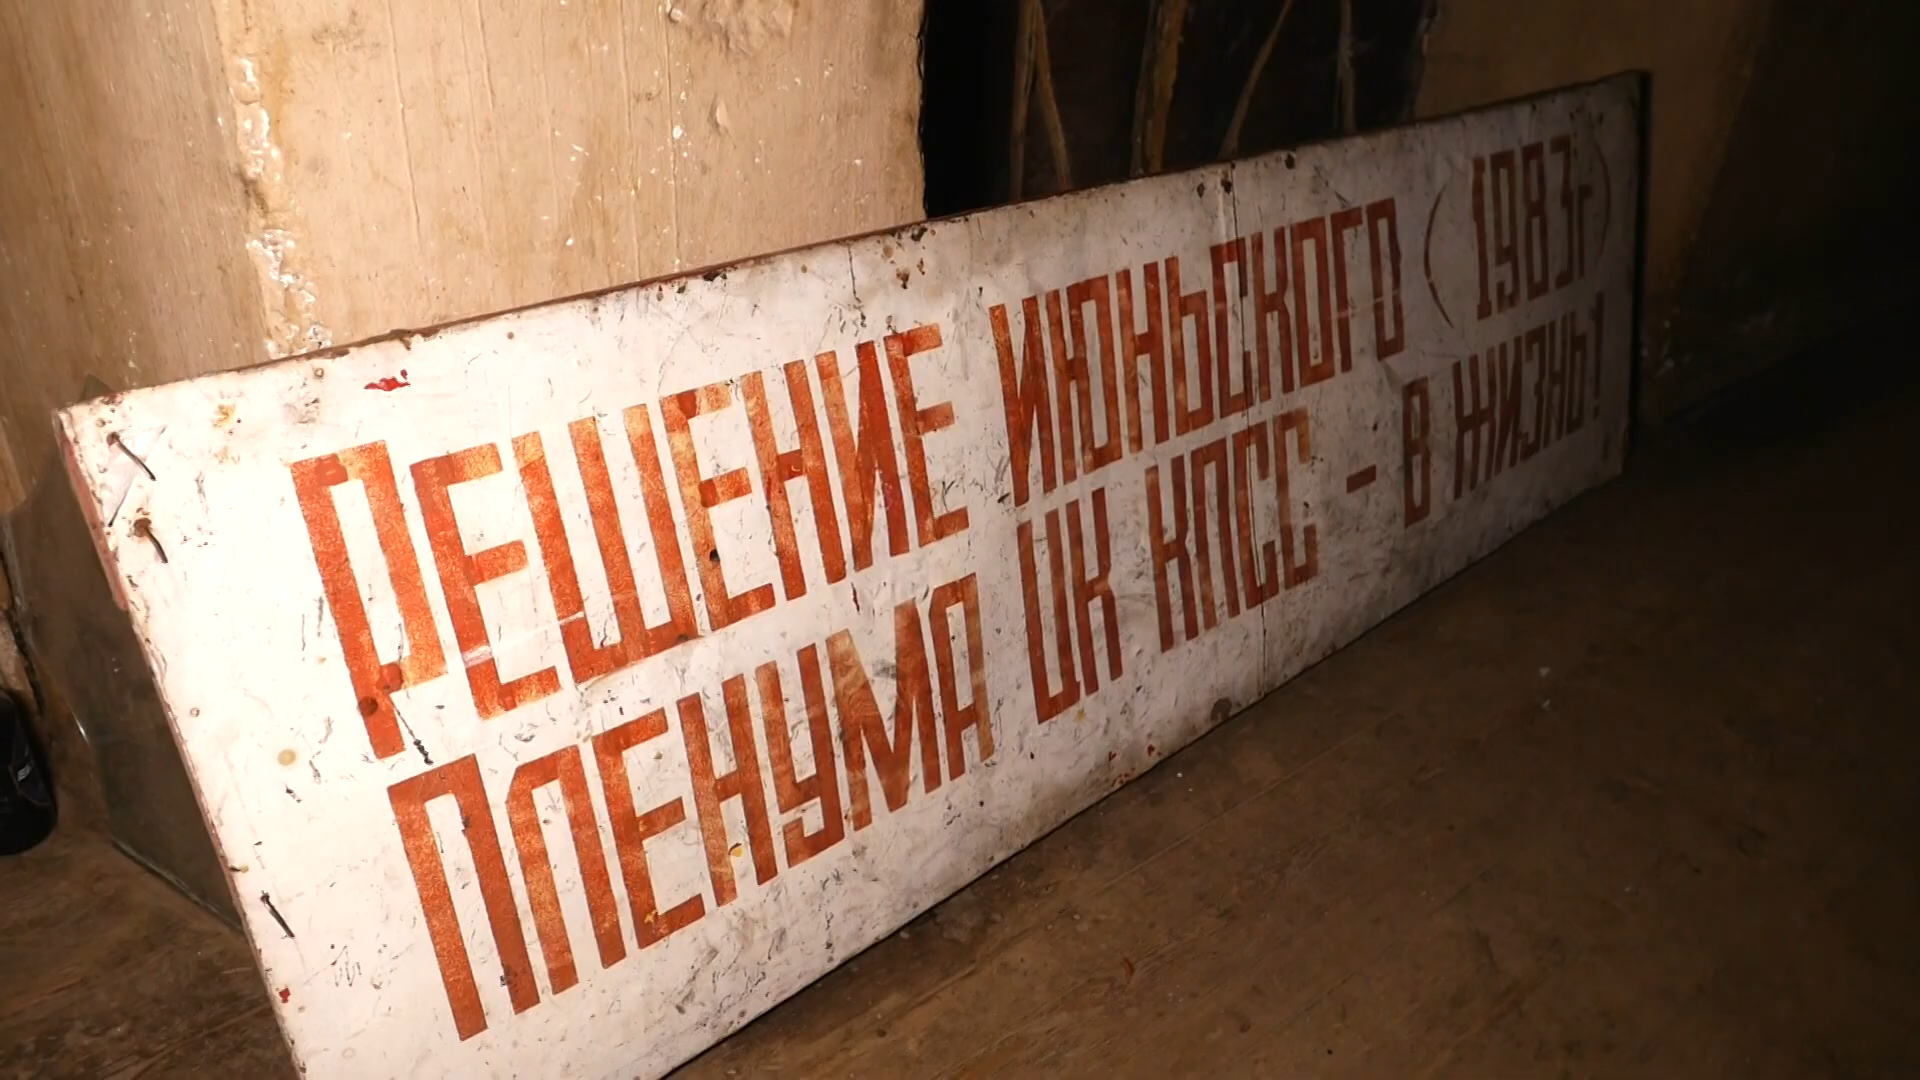 РЕШЕНИЕ ИЮНЬСКОГО (1983г)
ПЛЕНУМА ЦК КПСС - В ЖИЗНЬ!